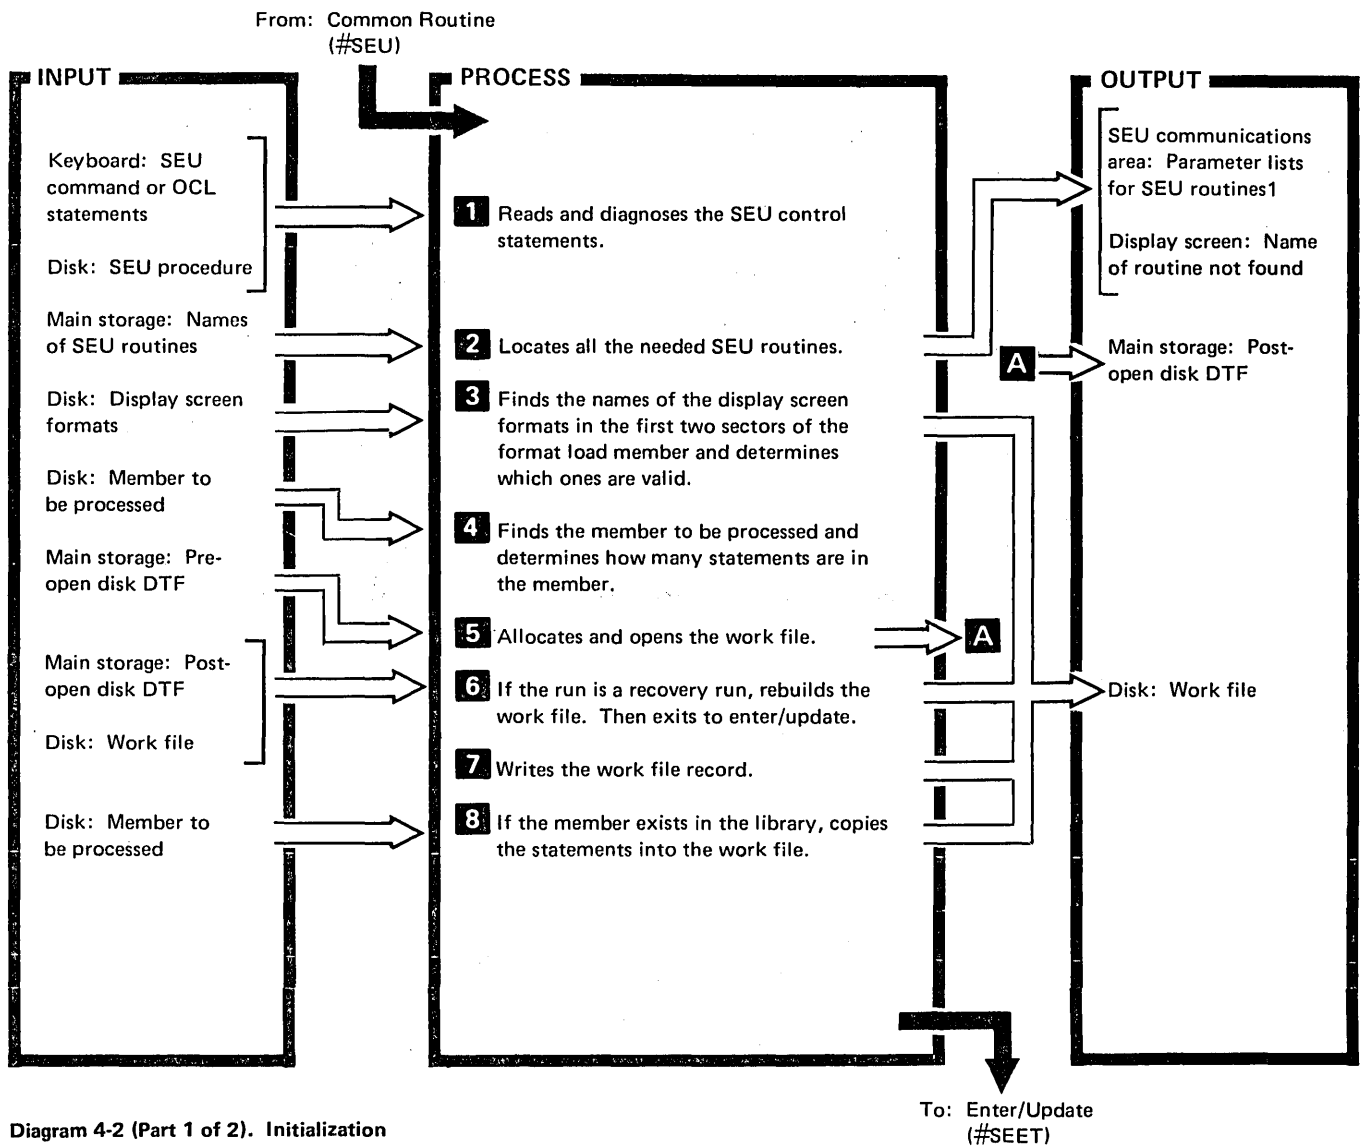 From: Common Routine
(#SEU)
INPUT
Keyboard: SEU
command or OCL
statements
Disk: SEU procedure
Main storage: Names
of SEU routines
Disk: Display screen
formats
Disk: Member to
be processed
Main storage: Pre-
open disk DTF
Main storage: Post-
open disk DTF
Disk: Work file
Disk: Member to
be processed
PROCESS
1 Reads and diagnoses the SEU control
statements.
2 Locates all the needed SEU routines.
3 Finds the names of the display screen
formats in the first two sectors of the
format load member and determines
which ones are valid.
4 Finds the member to be processed and
determines how many statements are in
the member.
5 Allocates and opens the work file.
A
6 If the run is a recovery run, rebuilds the
work file. Then exits to enter/update.
7 Writes the work file record.
8 If the member exists in the library, copies
the statements into the work file.
OUTPUT
SEU communications
area: Parameter lists
for SEU routines1
Display screen: Name
of routine not found
A
Main storage: Post-
open disk DTF
Disk: Work file
To: Enter/Update
(#SEET)
Diagram 4-2 (Part 1 of 2). Initialization